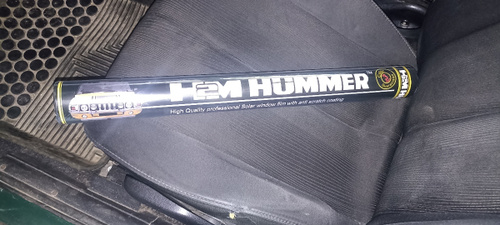 H2M HUMMER
High Quality professional Solar window film with anti scratch coating